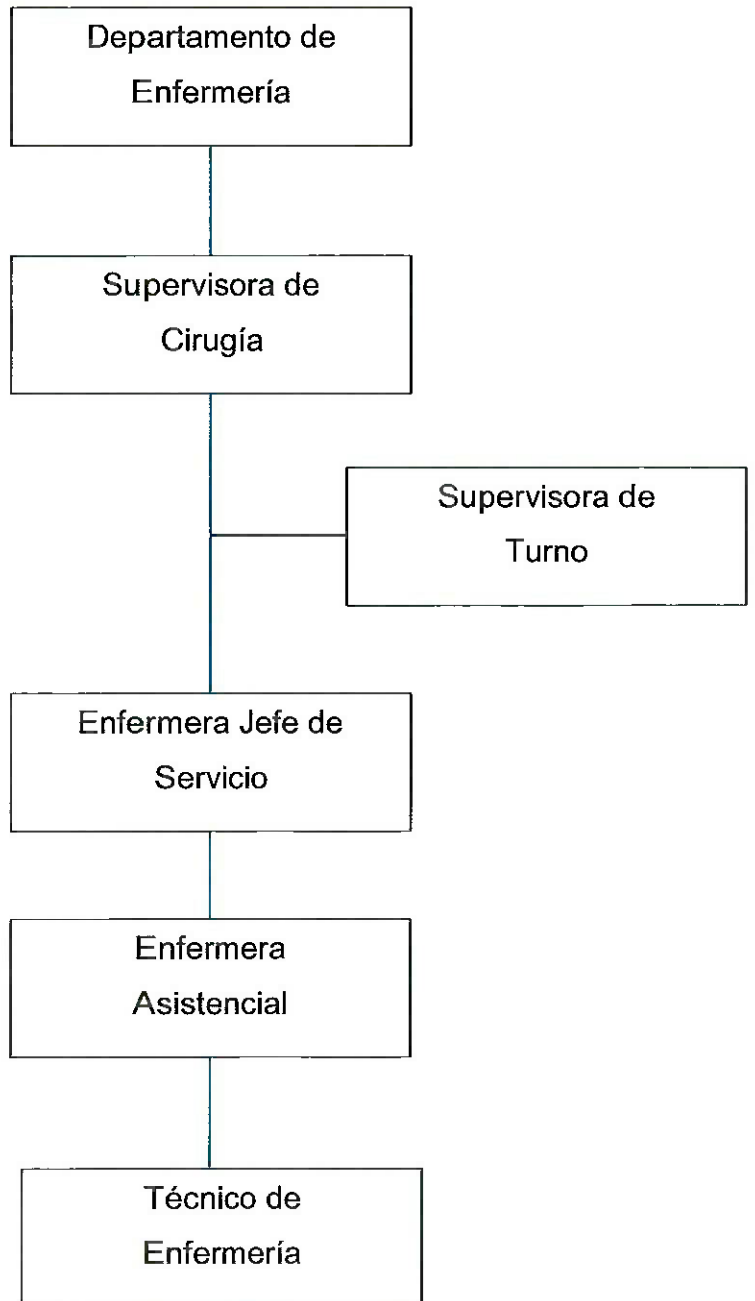 Departamento de
Enfermería
Supervisora de
Cirugía
Supervisora de
Turno
Enfermera Jefe de
Servicio
Enfermera
Asistencial
Técnico de
Enfermería